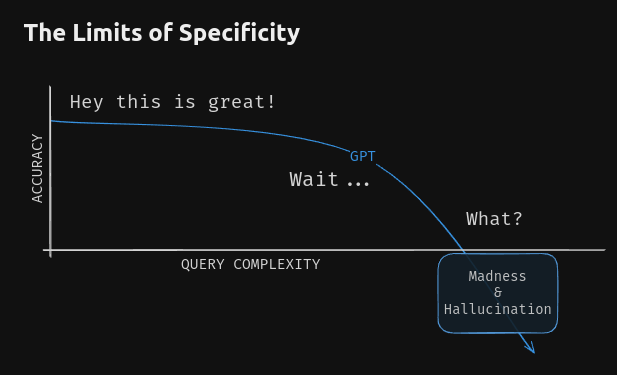 The Limits of Specificity
Hey this is great!
GPT
Wait ...
What?
ACCURACY
QUERY COMPLEXITY
Madness
&
Hallucination